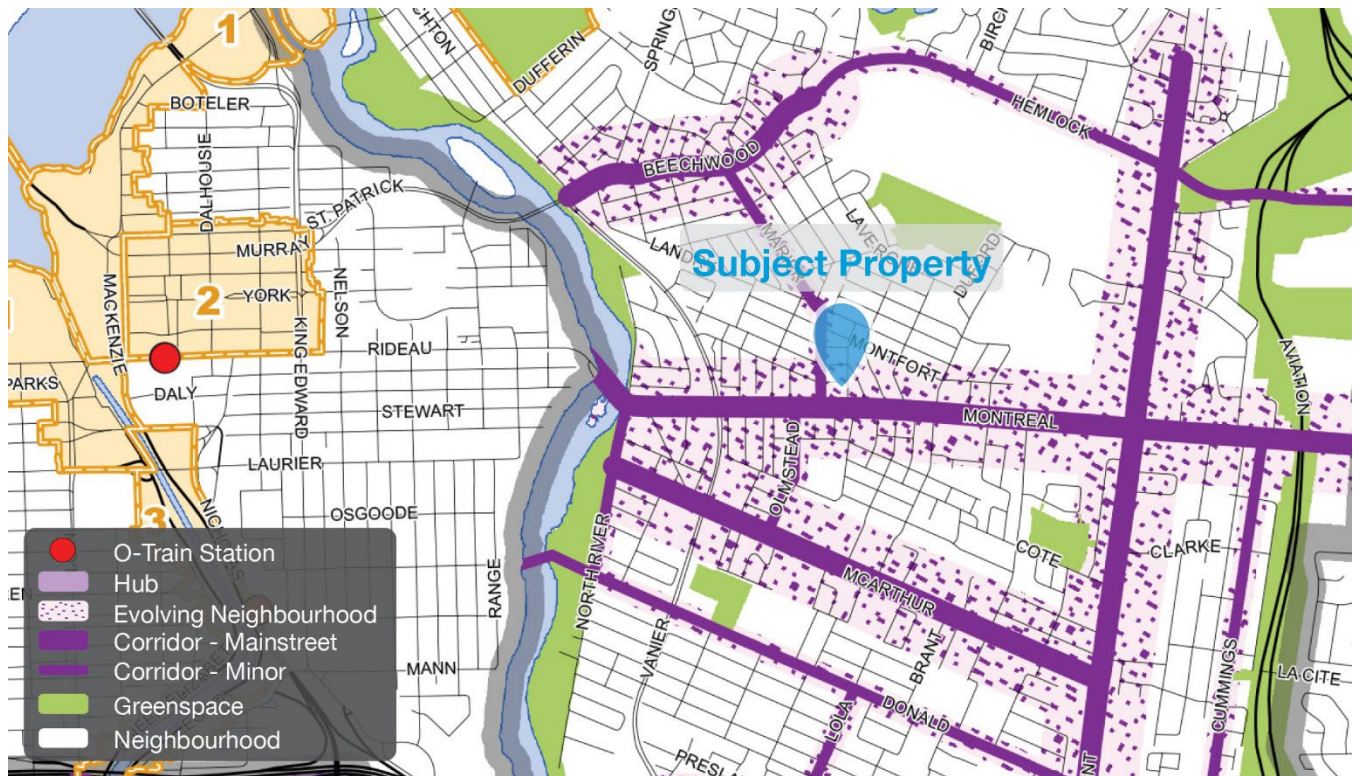 1
BOTELER
DALHOUSIE
ST. PATRICK
MURRAY
2
YORK
NELSON
KING EDWARD
MACKENZIE
RIDEAU
PARKS
DALY
STEWART
LAURIER
NICHOLAS
3
OSGOODE
RANGE
MANN
DUFFERIN
SPRING
BIRCH
HEMLOCK
BEECHWOOD
LAVERGNE
Subject Property
MONTFORT
AVIATION
MONTREAL
OLMSTEAD
NORTH RIVER
COTE
CLARKE
MCARTHUR
VANIER
BRANT
CUMMINGS
LA CITE
DONALD
LOLA
O-Train Station
Hub
Evolving Neighbourhood
Corridor - Mainstreet
Corridor - Minor
Greenspace
Neighbourhood